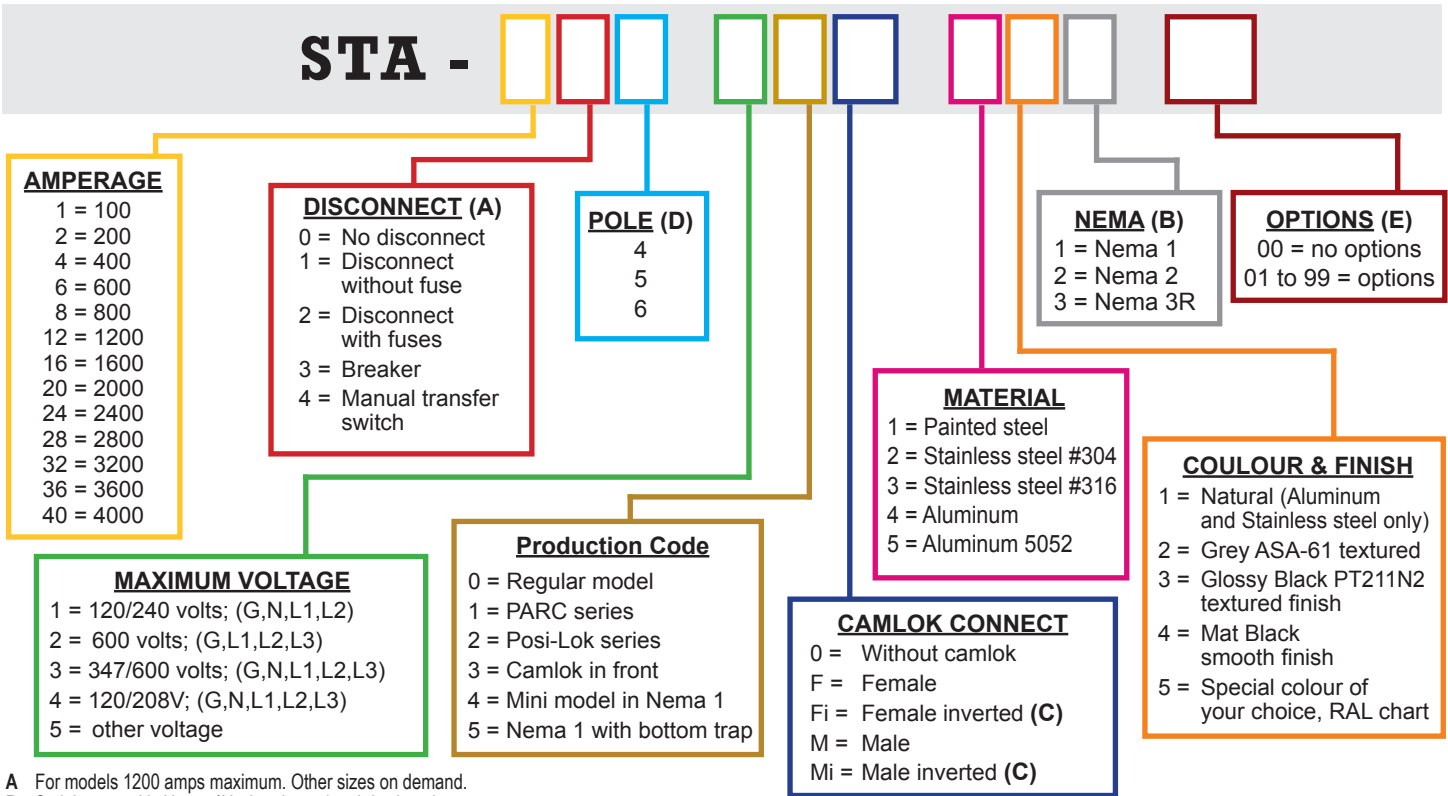 STA -
AMPERAGE
1 = 100
2 = 200
4 = 400
6 = 600
8 = 800
12 = 1200
16 = 1600
20 = 2000
24 = 2400
28 = 2800
32 = 3200
36 = 3600
40 = 4000
DISCONNECT (A)
0 = No disconnect
1 = Disconnect
without fuse
2 = Disconnect
with fuses
3 = Breaker
4 = Manual transfer
switch
POLE (D)
4
5
6
NEMA (B)
1 = Nema 1
2 = Nema 2
3 = Nema 3R
OPTIONS (E)
00 = no options
01 to 99 = options
MAXIMUM VOLTAGE
1 = 120/240 volts; (G,N,L1,L2)
2 = 600 volts; (G,L1,L2,L3)
3 = 347/600 volts; (G,N,L1,L2,L3)
4 = 120/208V; (G,N,L1,L2,L3)
5 = other voltage
Production Code
0 = Regular model
1 = PARC series
2 = Posi-Lok series
3 = Camlok in front
4 = Mini model in Nema 1
5 = Nema 1 with bottom trap
CAMLOK CONNECT
0 = Without camlok
F = Female
Fi = Female inverted (C)
M = Male
Mi = Male inverted (C)
MATERIAL
1 = Painted steel
2 = Stainless steel #304
3 = Stainless steel #316
4 = Aluminum
5 = Aluminum 5052
COULOUR & FINISH
1 = Natural (Aluminum
and Stainless steel only)
2 = Grey ASA-61 textured
3 = Glossy Black PT211N2
textured finish
4 = Mat Black
smooth finish
5 = Special colour of
your choice, RAL chart
A For models 1200 amps maximum. Other sizes on demand.